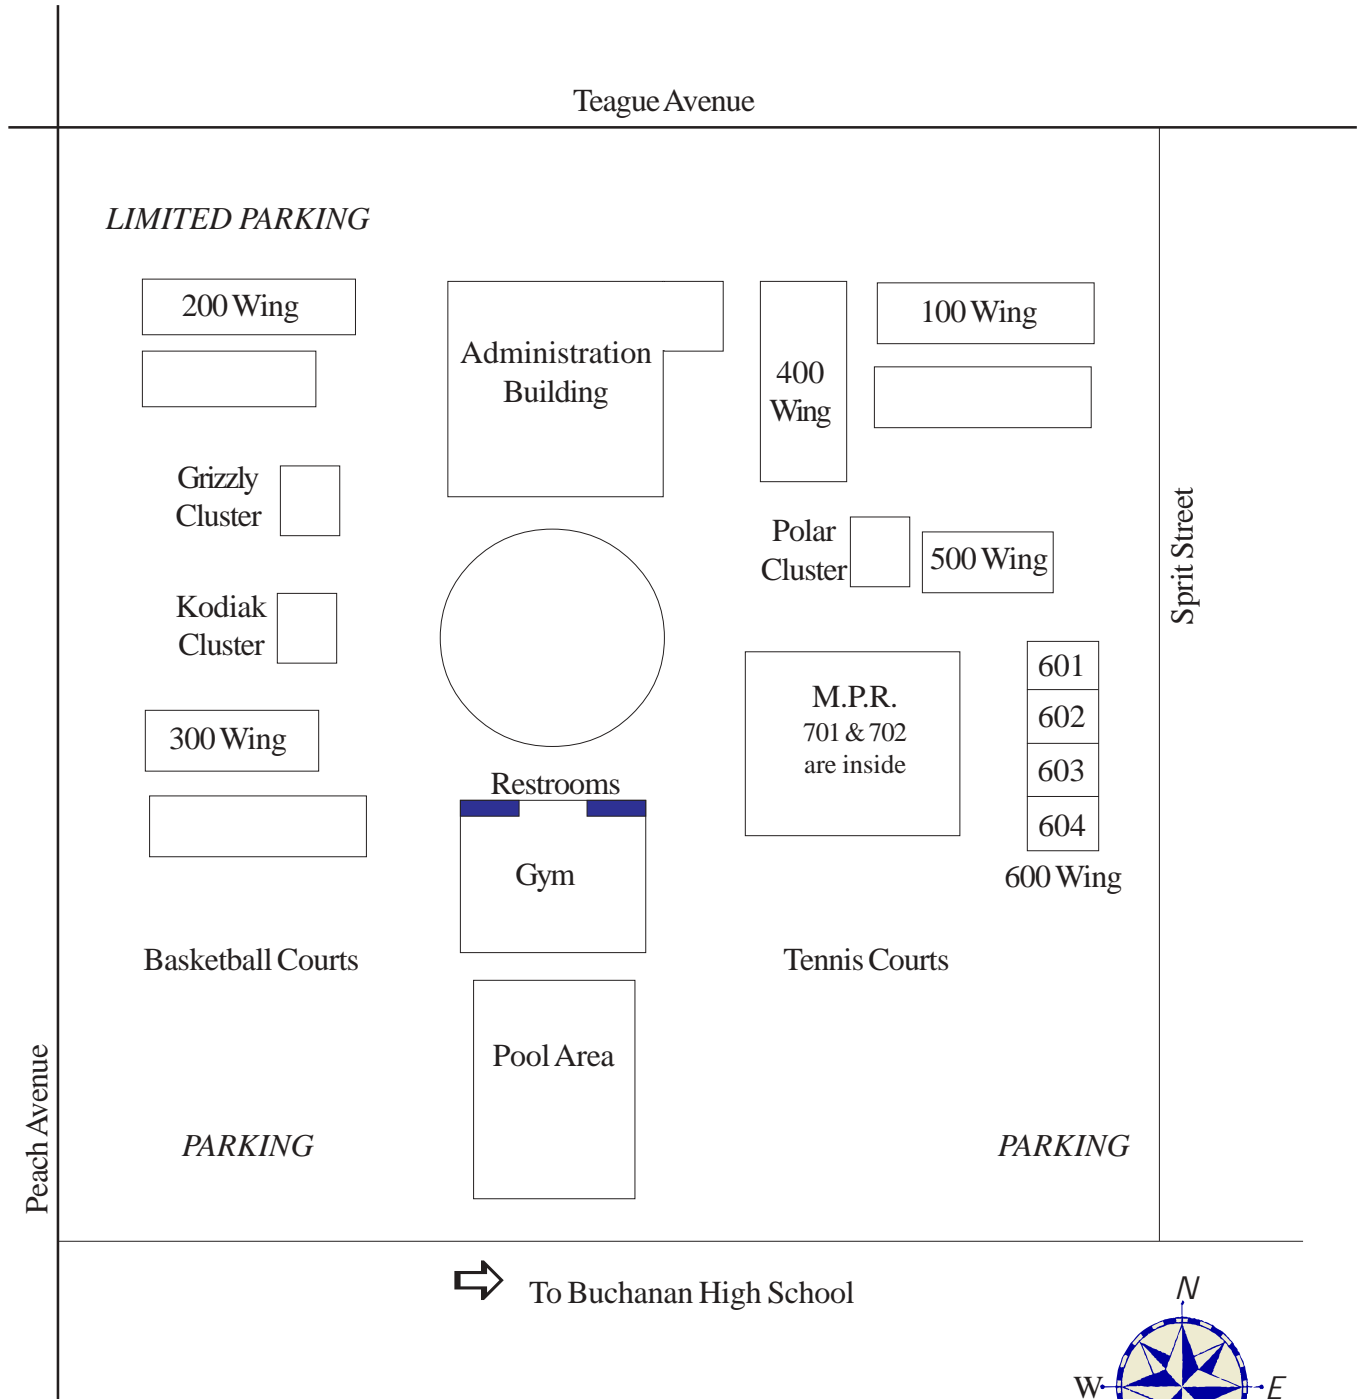 Teague Avenue
LIMITED PARKING
200 Wing
100 Wing
Administration
Building
400
Wing
Grizzly
Cluster
Polar
Cluster
500 Wing
Sprit Street
Kodiak
Cluster
601
602
603
604
600 Wing
M.P.R.
701 & 702
are inside
300 Wing
Restrooms
Gym
Basketball Courts
Tennis Courts
Pool Area
Peach Avenue
PARKING
PARKING
To Buchanan High School
N
W
E